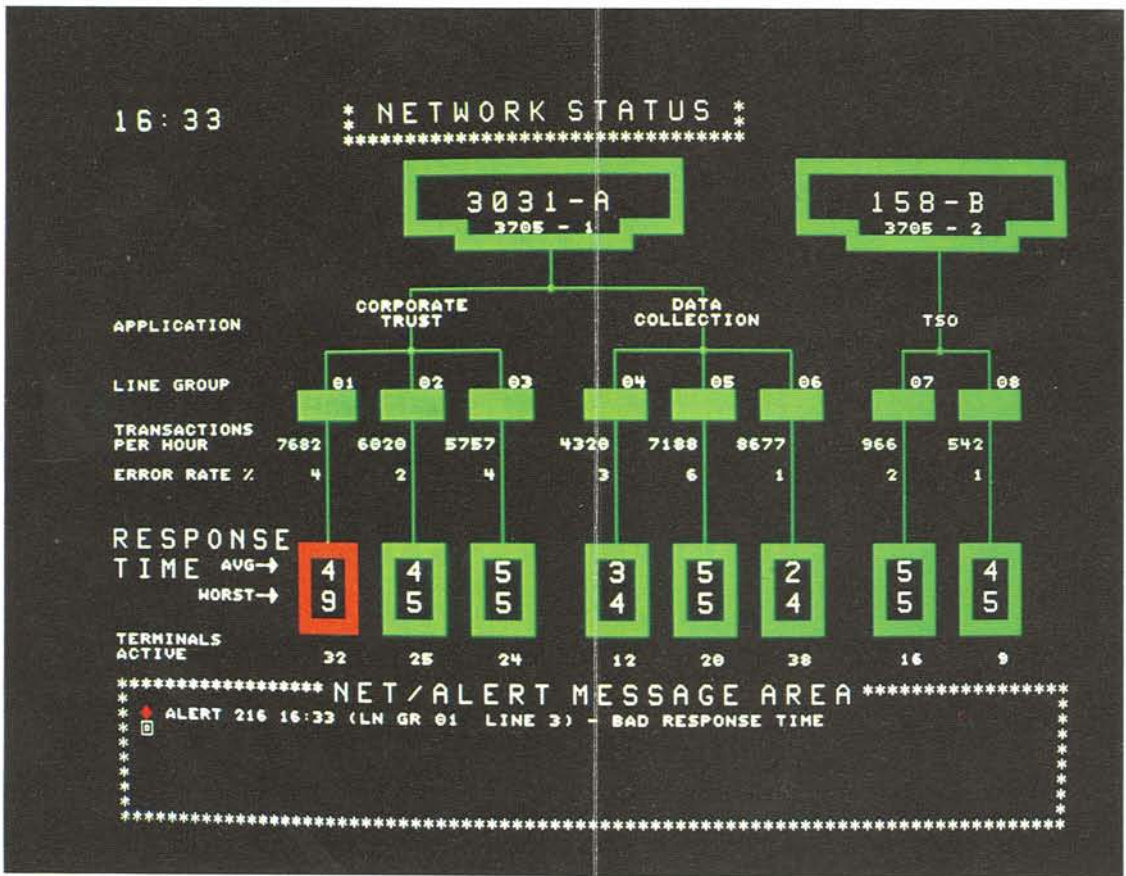 16:33
* NETWORK STATUS *
* *
****************************************
3031-A 158-B
3705 - 1 3705 - 2
APPLICATION CORPORATE TRUST DATA COLLECTION TSO
LINE GROUP 01 02 03 04 05 06 07 08
TRANSACTIONS
PER HOUR 7682 6020 5757 4320 7188 8677 966 542
ERROR RATE % 4 2 4 3 6 1 2 1
RESPONSE
TIME AVG→ 4 4 5 3 5 2 5 4
WORST→ 9 5 5 4 5 4 5 5
TERMINALS
ACTIVE 32 25 24 12 20 38 16 9
NET/ALERT MESSAGE AREA
ALERT 216 16:33 (LN GR 01 LINE 3) - BAD RESPONSE TIME